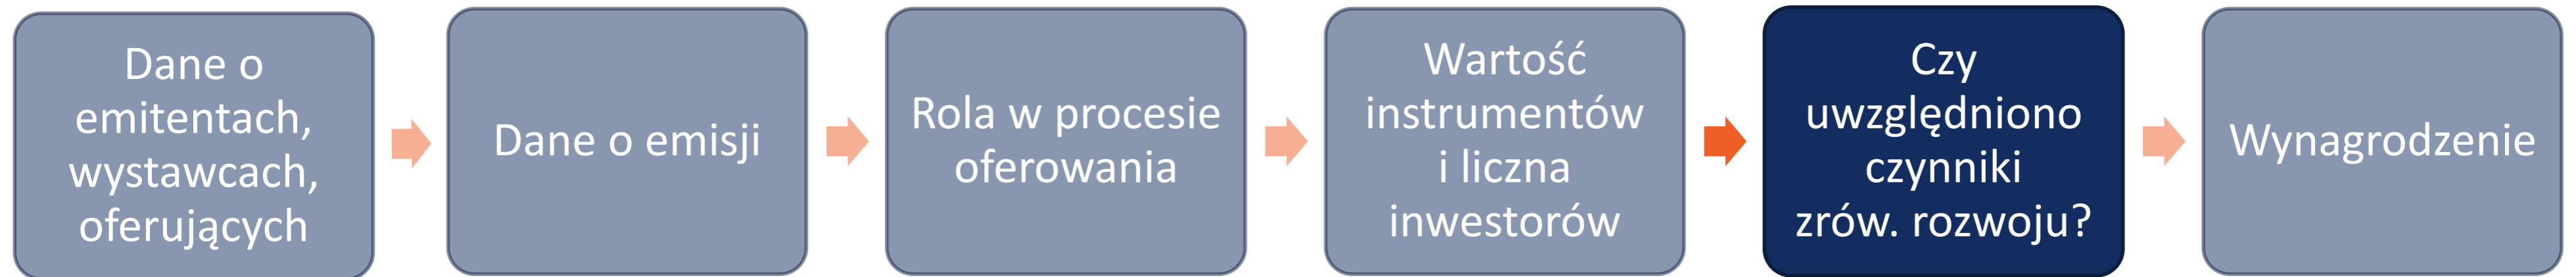 Dane o
emitentach,
wystawcach,
oferujących
Dane o emisji
Rola w procesie
oferowania
Wartość
instrumentów
i liczna
inwestorów
Czy
uwzględniono
czynniki
zrów. rozwoju?
Wynagrodzenie